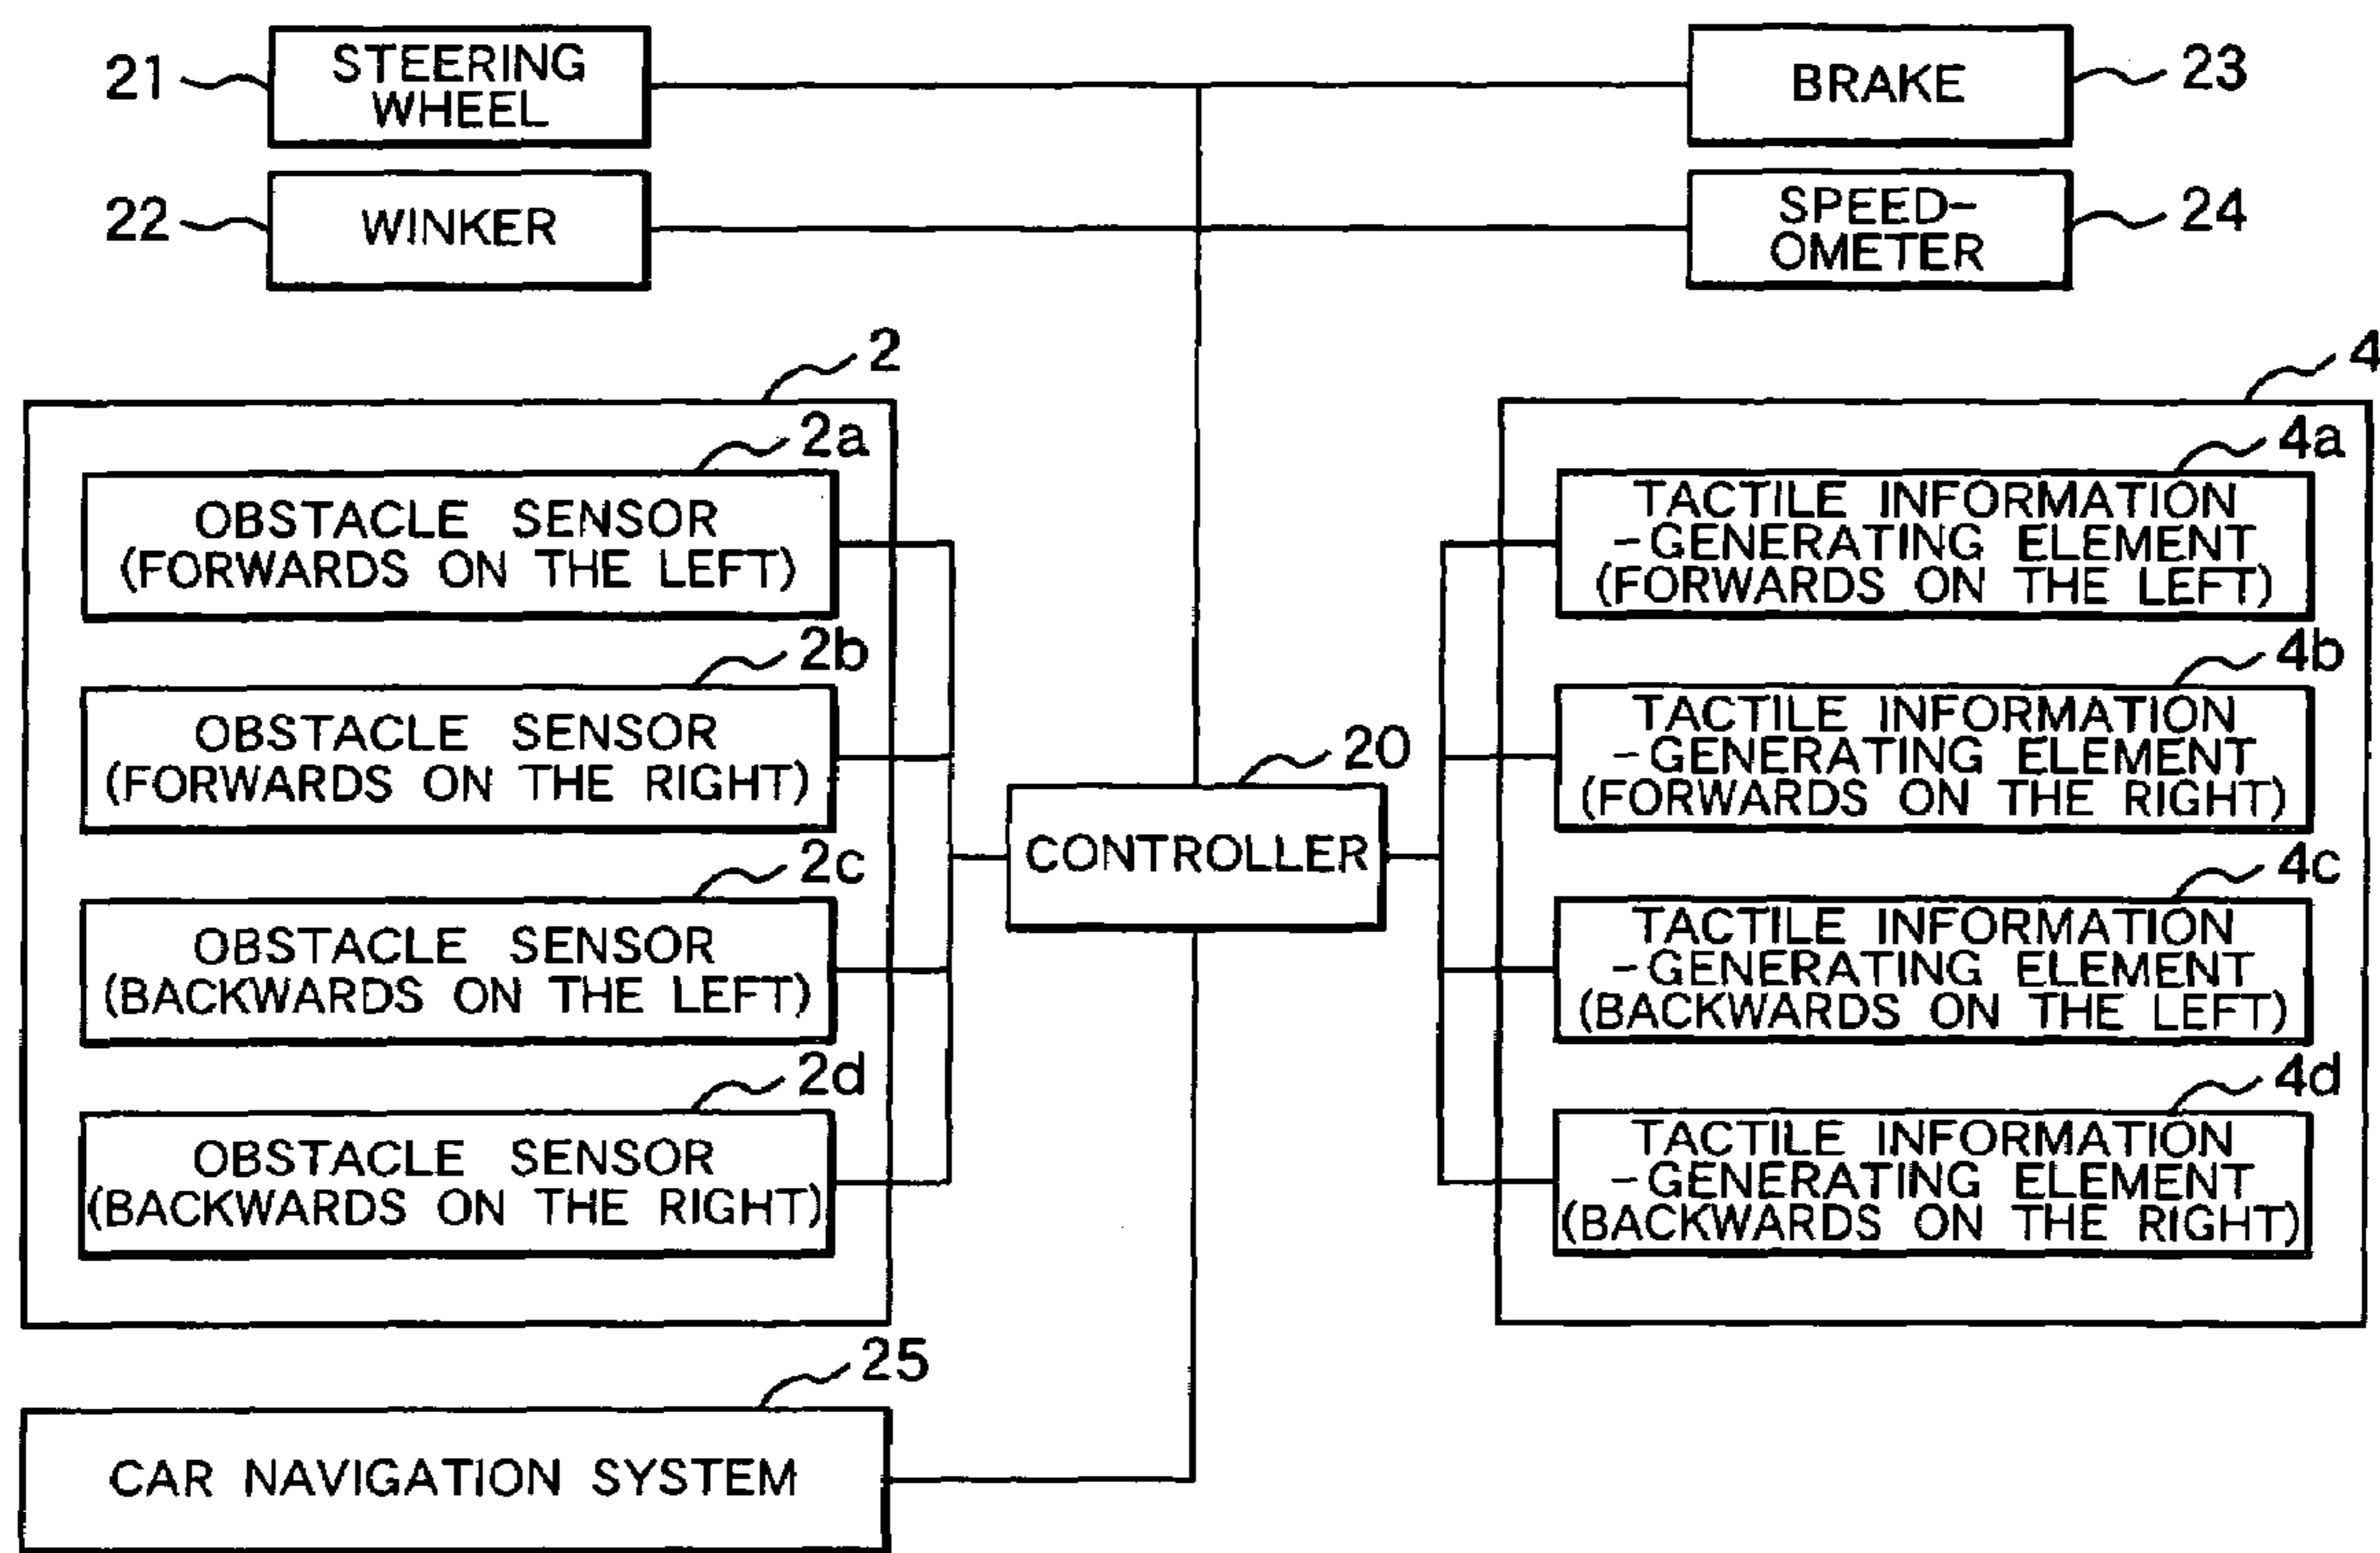 21
STEERING
WHEEL
BRAKE
23
22
WINKER
SPEED-
OMETER
24
2
2a
OBSTACLE SENSOR
(FORWARDS ON THE LEFT)
2b
OBSTACLE SENSOR
(FORWARDS ON THE RIGHT)
2c
OBSTACLE SENSOR
(BACKWARDS ON THE LEFT)
2d
OBSTACLE SENSOR
(BACKWARDS ON THE RIGHT)
20
CONTROLLER
4
4a
TACTILE INFORMATION
-GENERATING ELEMENT
(FORWARDS ON THE LEFT)
4b
TACTILE INFORMATION
-GENERATING ELEMENT
(FORWARDS ON THE RIGHT)
4c
TACTILE INFORMATION
-GENERATING ELEMENT
(BACKWARDS ON THE LEFT)
4d
TACTILE INFORMATION
-GENERATING ELEMENT
(BACKWARDS ON THE RIGHT)
25
CAR NAVIGATION SYSTEM